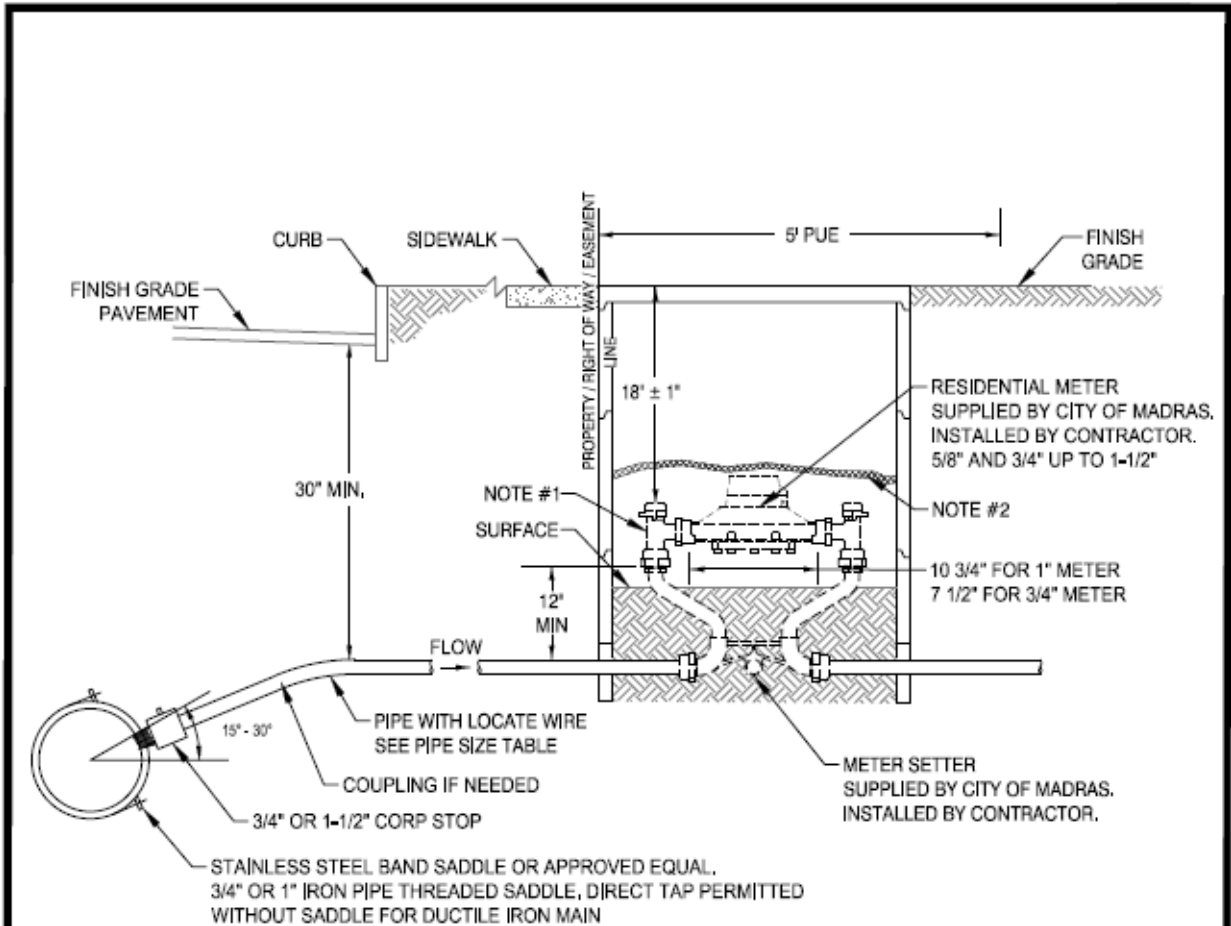 PROPERTY / RIGHT OF WAY / EASEMENT
LINE
5' PUE
CURB
SIDEWALK
FINISH
GRADE
FINISH GRADE
PAVEMENT
18" ± 1"
RESIDENTIAL METER
SUPPLIED BY CITY OF MADRAS.
INSTALLED BY CONTRACTOR.
5/8" AND 3/4" UP TO 1-1/2"
30" MIN.
NOTE #1
NOTE #2
SURFACE
10 3/4" FOR 1" METER
7 1/2" FOR 3/4" METER
12"
MIN
FLOW
15° - 30°
PIPE WITH LOCATE WIRE
SEE PIPE SIZE TABLE
METER SETTER
SUPPLIED BY CITY OF MADRAS.
INSTALLED BY CONTRACTOR.
COUPLING IF NEEDED
3/4" OR 1-1/2" CORP STOP
STAINLESS STEEL BAND SADDLE OR APPROVED EQUAL.
3/4" OR 1" IRON PIPE THREADED SADDLE, DIRECT TAP PERMITTED
WITHOUT SADDLE FOR DUCTILE IRON MAIN